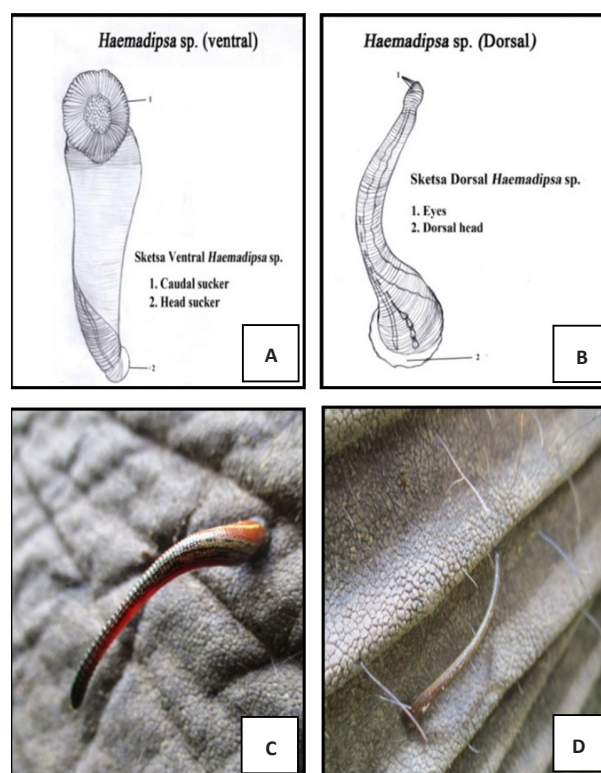 Haemadipsa sp. (ventral)
1
Sketsa Ventral Haemadipsa sp.
1. Caudal sucker
2. Head sucker
2
A
Haemadipsa sp. (Dorsal)
1
Sketsa Dorsal Haemadipsa sp.
1. Eyes
2. Dorsal head
2
B
C
D